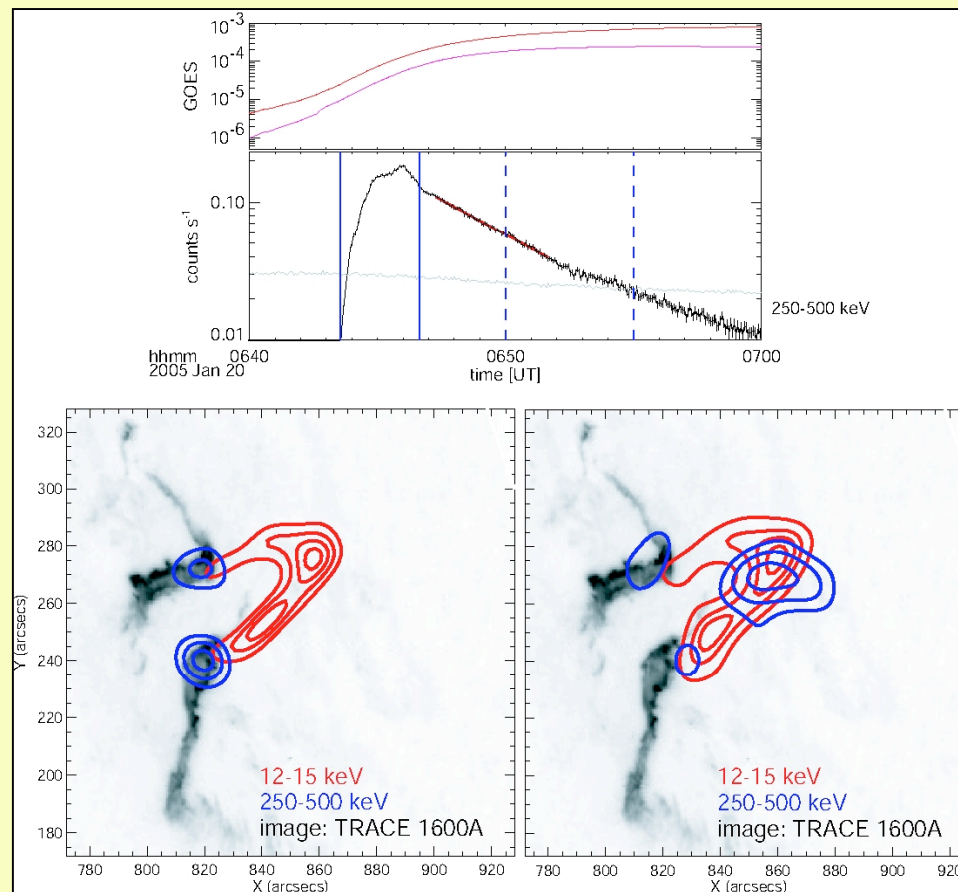 10-3
10-4
10-5
10-6
GOES
0.10
0.01
counts s-1
250-500 keV
0640 0650 0700
hhmm
2005 Jan 20
time [UT]
320
300
280
260
240
220
200
180
Y (arcsecs)
12-15 keV
250-500 keV
image: TRACE 1600A
780 800 820 840 860 880 900 920
X (arcsecs)
12-15 keV
250-500 keV
image: TRACE 1600A
780 800 820 840 860 880 900 920
X (arcsecs)